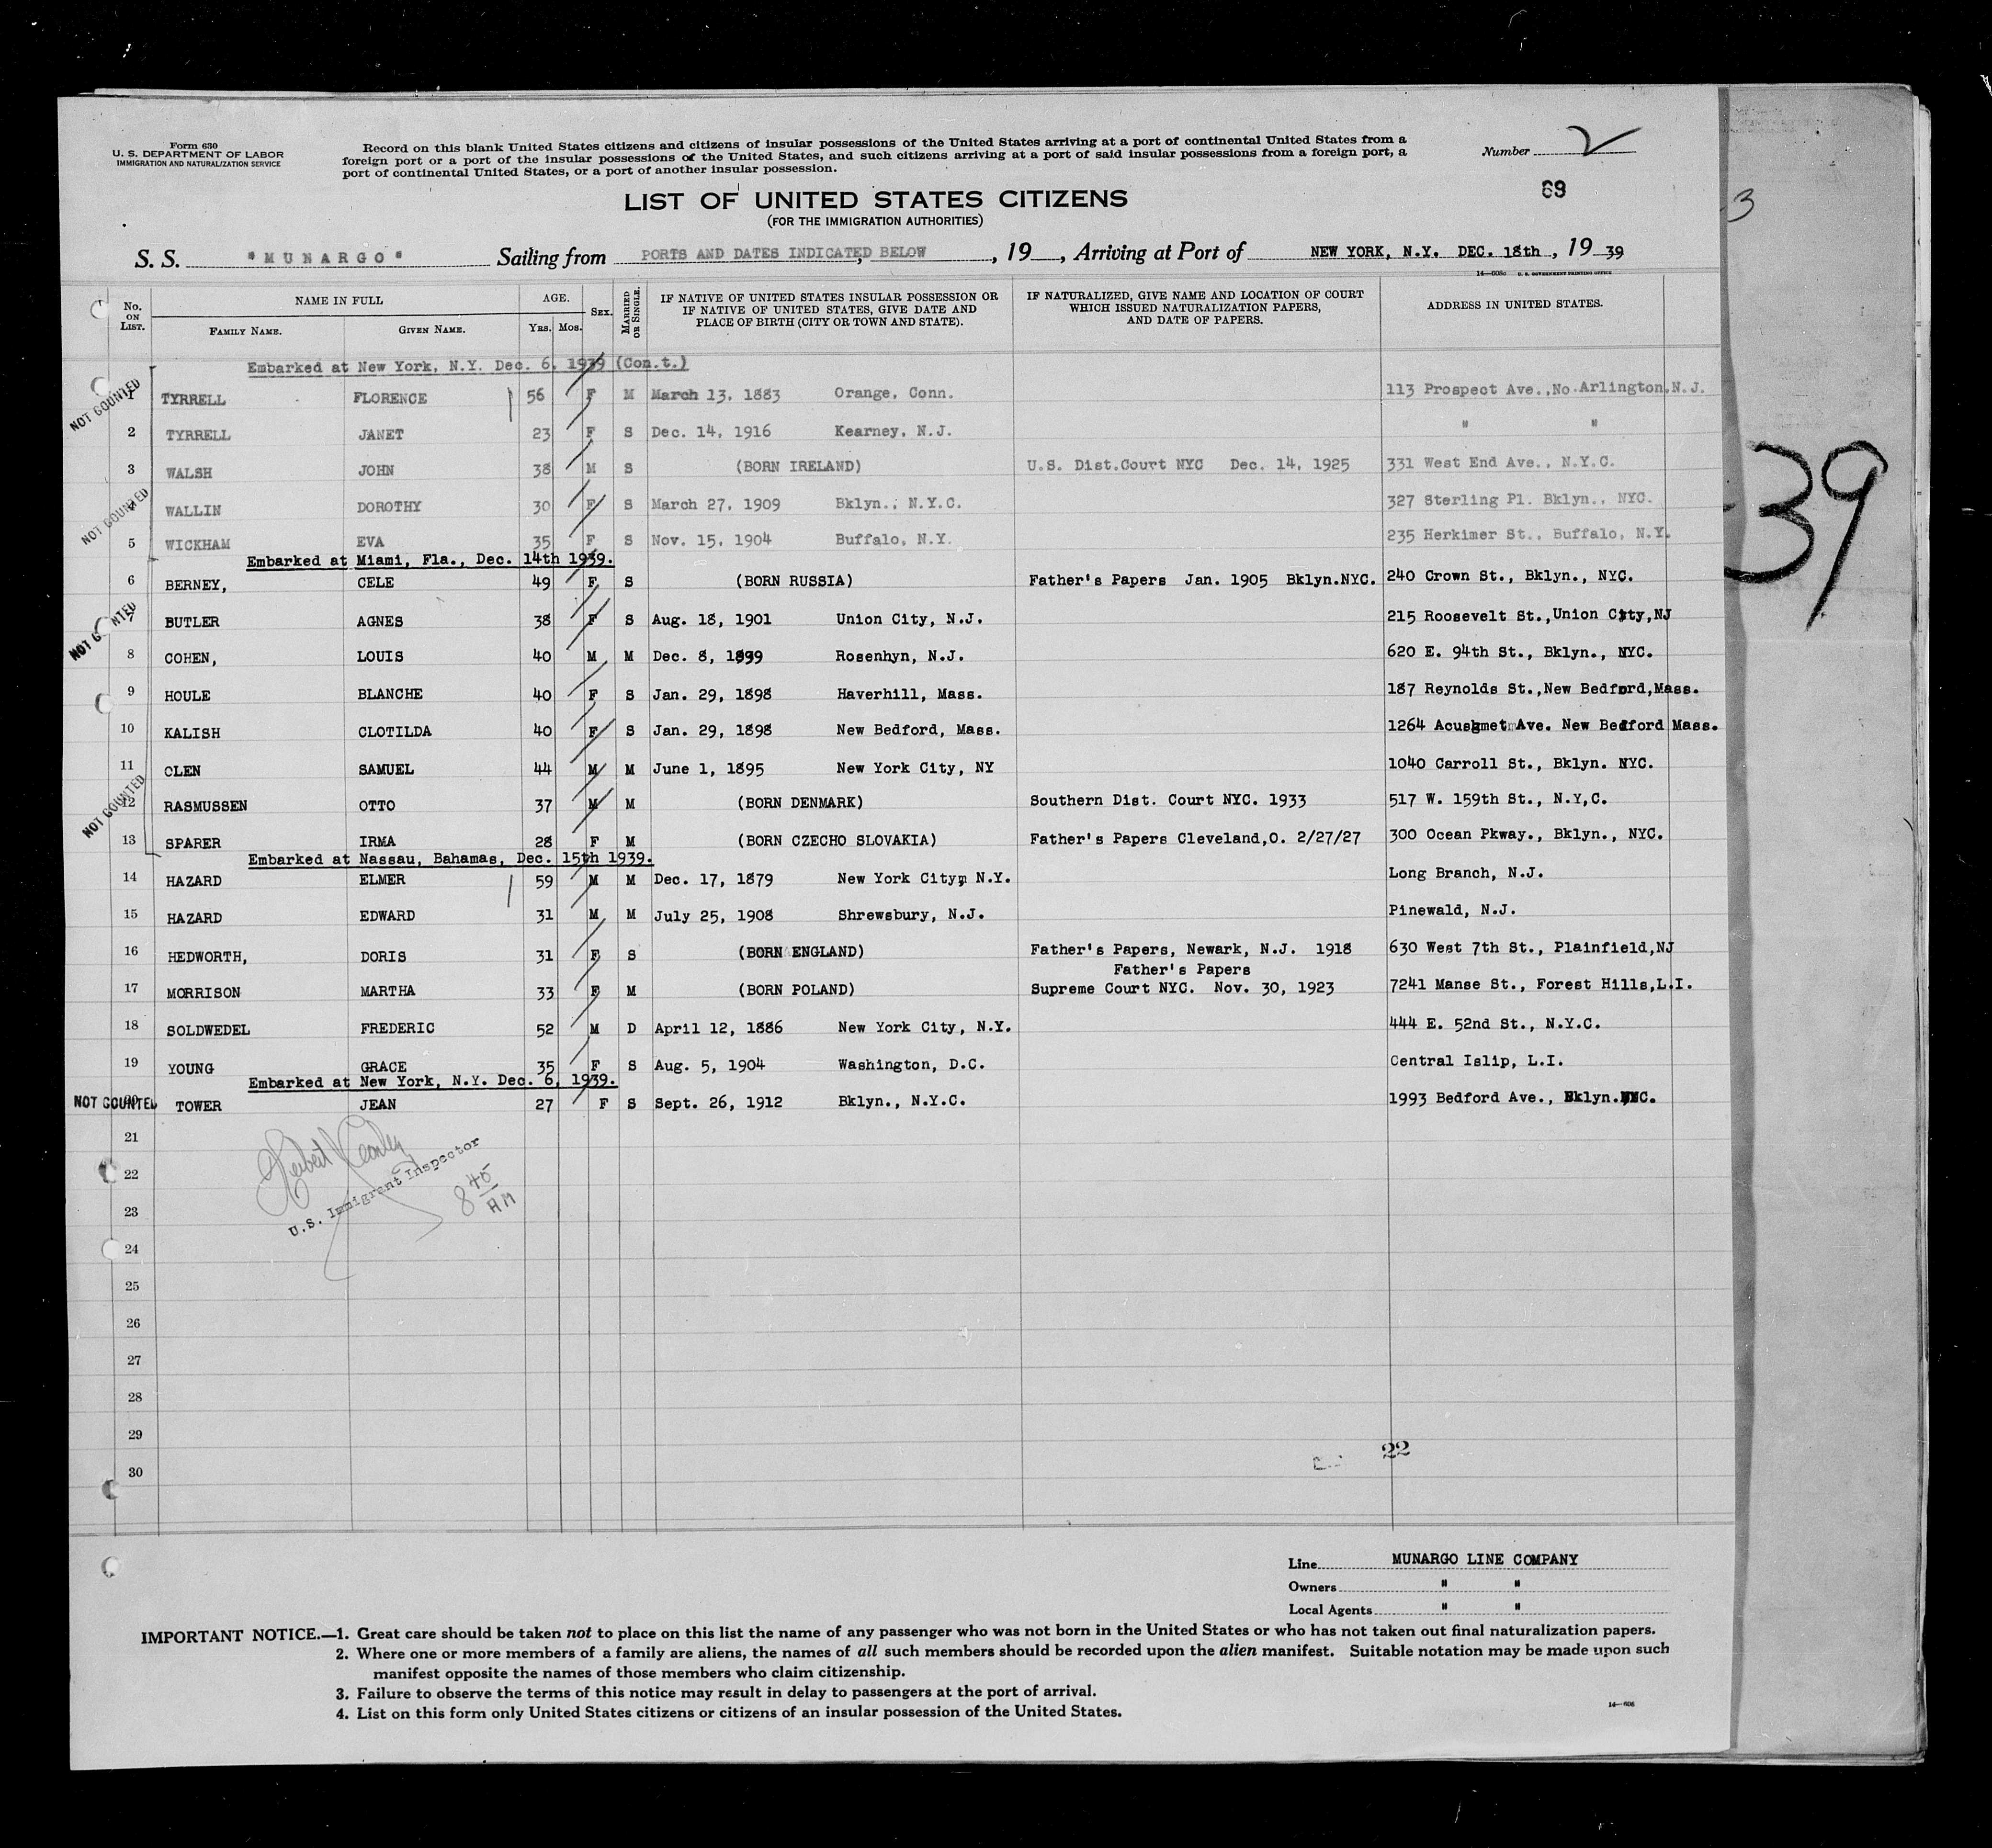 Form 630
U. S. DEPARTMENT OF LABOR
IMMIGRATION AND NATURALIZATION SERVICE
Record on this blank United States citizens and citizens of insular possessions of the United States arriving at a port of continental United States from a
foreign port or a port of the insular possessions of the United States, and such citizens arriving at a port of said insular possessions from a foreign port, a
port of continental United States, or a port of another insular possession.
Number 2
69
3
LIST OF UNITED STATES CITIZENS
(FOR THE IMMIGRATION AUTHORITIES)
S. S. "MUNARGO" Sailing from PORTS AND DATES INDICATED BELOW, 19__, Arriving at Port of NEW YORK, N.Y. DEC. 18th, 19 39
14—608c U. S. GOVERNMENT PRINTING OFFICE
No. ON LIST. NAME IN FULL FAMILY NAME. GIVEN NAME. AGE. YRS. MOS. SEX. MARRIED OR SINGLE. IF NATIVE OF UNITED STATES INSULAR POSSESSION OR IF NATIVE OF UNITED STATES, GIVE DATE AND PLACE OF BIRTH (CITY OR TOWN AND STATE). IF NATURALIZED, GIVE NAME AND LOCATION OF COURT WHICH ISSUED NATURALIZATION PAPERS, AND DATE OF PAPERS. ADDRESS IN UNITED STATES.
Embarked at New York, N.Y. Dec. 6, 1939 (Con.t.)
NOT COUNTED
1 TYRRELL FLORENCE 56 F M March 13, 1883 Orange, Conn. 113 Prospect Ave.,No.Arlington,N.J.
2 TYRRELL JANET 23 F S Dec. 14, 1916 Kearney, N.J. " "
3 WALSH JOHN 38 M S (BORN IRELAND) U.S. Dist.Court NYC Dec. 14, 1925 331 West End Ave., N.Y.C.
NOT COUNTED
4 WALLIN DOROTHY 30 F S March 27, 1909 Bklyn., N.Y.C. 327 Sterling Pl. Bklyn., NYC.
5 WICKHAM EVA 35 F S Nov. 15, 1904 Buffalo, N.Y. 235 Herkimer St., Buffalo, N.Y.
Embarked at Miami, Fla., Dec. 14th 1939.
6 BERNEY, CELE 49 F S (BORN RUSSIA) Father's Papers Jan. 1905 Bklyn.NYC. 240 Crown St., Bklyn., NYC.
NOT COUNTED
7 BUTLER AGNES 38 F S Aug. 18, 1901 Union City, N.J. 215 Roosevelt St.,Union City,NJ
8 COHEN, LOUIS 40 M M Dec. 8, 1899 Rosenhyn, N.J. 620 E. 94th St., Bklyn., NYC.
9 HOULE BLANCHE 40 F S Jan. 29, 1898 Haverhill, Mass. 187 Reynolds St.,New Bedford,Mass.
10 KALISH CLOTILDA 40 F S Jan. 29, 1898 New Bedford, Mass. 1264 Acushmet Ave. New Bedford Mass.
11 OLEN SAMUEL 44 M M June 1, 1895 New York City, NY 1040 Carroll St., Bklyn. NYC.
NOT COUNTED
12 RASMUSSEN OTTO 37 M M (BORN DENMARK) Southern Dist. Court NYC. 1933 517 W. 159th St., N.Y,C.
13 SPARER IRMA 28 F M (BORN CZECHO SLOVAKIA) Father's Papers Cleveland,O. 2/27/27 300 Ocean Pkway., Bklyn., NYC.
Embarked at Nassau, Bahamas, Dec. 15th 1939.
14 HAZARD ELMER 59 M M Dec. 17, 1879 New York City, N.Y. Long Branch, N.J.
15 HAZARD EDWARD 31 M M July 25, 1908 Shrewsbury, N.J. Pinewald, N.J.
16 HEDWORTH, DORIS 31 F S (BORN ENGLAND) Father's Papers, Newark, N.J. 1918 630 West 7th St., Plainfield,NJ
Father's Papers
17 MORRISON MARTHA 33 F M (BORN POLAND) Supreme Court NYC. Nov. 30, 1923 7241 Manse St., Forest Hills,L.I.
18 SOLDWEDEL FREDERIC 52 M D April 12, 1886 New York City, N.Y. 444 E. 52nd St., N.Y.C.
19 YOUNG GRACE 35 F S Aug. 5, 1904 Washington, D.C. Central Islip, L.I.
Embarked at New York, N.Y. Dec. 6, 1939.
NOT COUNTED
20 TOWER JEAN 27 F S Sept. 26, 1912 Bklyn., N.Y.C. 1993 Bedford Ave., Bklyn.NYC.
39
21
22
U.S. Immigrant Inspector
8 45 AM
23
24
25
26
27
28
29
22
30
Line MUNARGO LINE COMPANY
Owners " "
Local Agents " "
IMPORTANT NOTICE.—1. Great care should be taken not to place on this list the name of any passenger who was not born in the United States or who has not taken out final naturalization papers.
2. Where one or more members of a family are aliens, the names of all such members should be recorded upon the alien manifest. Suitable notation may be made upon such
manifest opposite the names of those members who claim citizenship.
3. Failure to observe the terms of this notice may result in delay to passengers at the port of arrival.
4. List on this form only United States citizens or citizens of an insular possession of the United States.
14—608